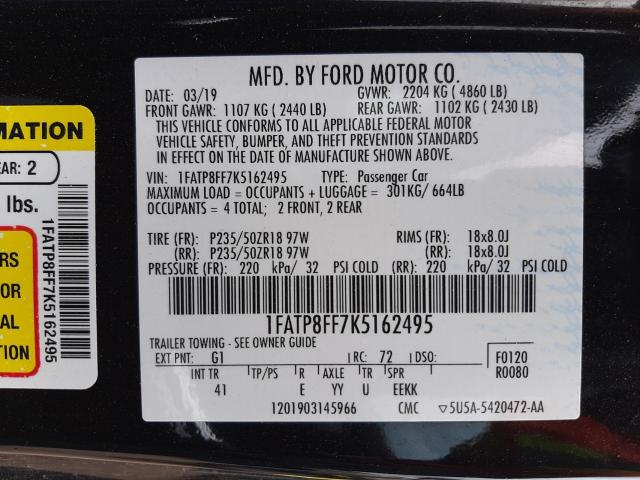 MFD. BY FORD MOTOR CO.
DATE: 03/19 GVWR: 2204 KG ( 4860 LB)
FRONT GAWR: 1107 KG ( 2440 LB) REAR GAWR: 1102 KG ( 2430 LB)
THIS VEHICLE CONFORMS TO ALL APPLICABLE FEDERAL MOTOR
VEHICLE SAFETY, BUMPER, AND THEFT PREVENTION STANDARDS
IN EFFECT ON THE DATE OF MANUFACTURE SHOWN ABOVE.
VIN: 1FATP8FF7K5162495 TYPE: Passenger Car
MAXIMUM LOAD = OCCUPANTS + LUGGAGE = 301KG/ 664LB
OCCUPANTS = 4 TOTAL; 2 FRONT, 2 REAR
TIRE (FR): P235/50ZR18 97W RIMS (FR): 18x8.0J
(RR): P235/50ZR18 97W (RR): 18x8.0J
PRESSURE (FR): 220 kPa/ 32 PSI COLD (RR): 220 kPa/ 32 PSI COLD
1FATP8FF7K5162495
TRAILER TOWING - SEE OWNER GUIDE
EXT PNT: G1 RC: 72 DSO: F0120
R0080
INT TR TP/PS R AXLE TR SPR
41 E YY U EEKK
1201903145966 CMC ▽5U5A-5420472-AA
MATION
EAR: 2
lbs.
RS
OR
AL
TION
1FATP8FF7K5162495